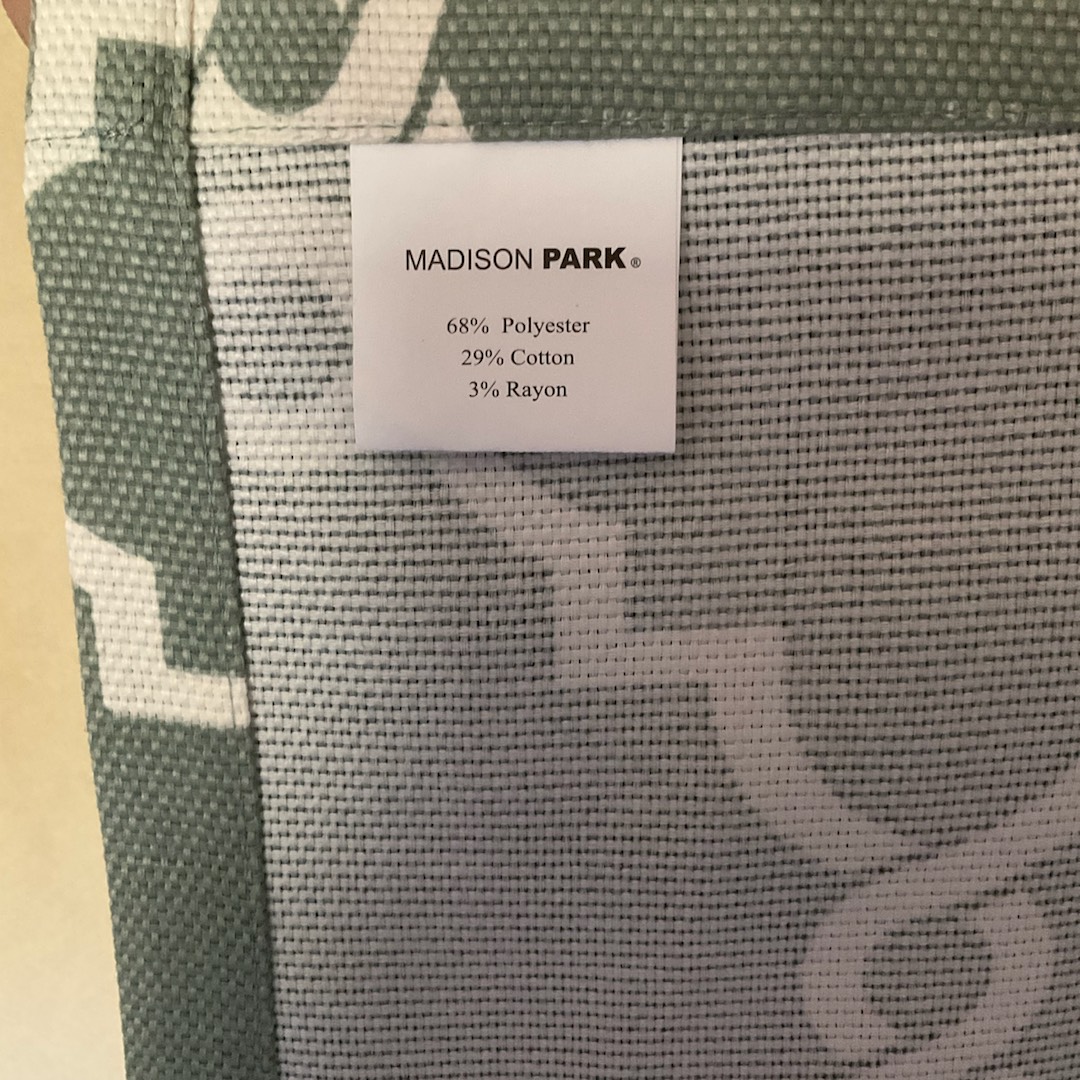 MADISON PARK®
68% Polyester
29% Cotton
3% Rayon